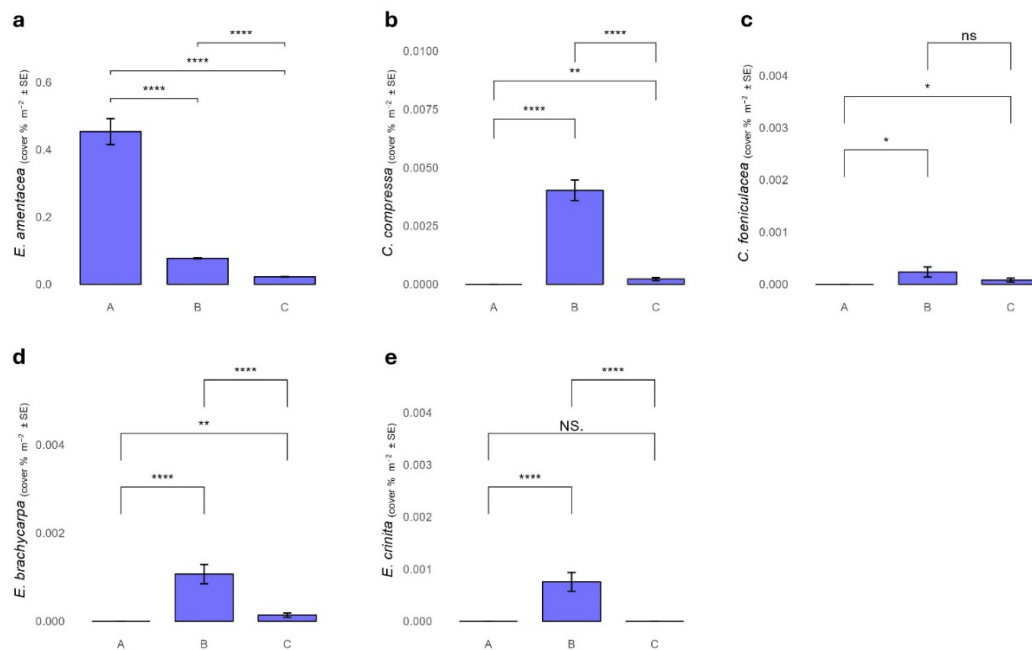 a
E. amentacea (cover % m⁻² ± SE)
0.6
0.4
0.2
0.0
****
****
****
A B C
b
C. compressa (cover % m⁻² ± SE)
0.0100
0.0075
0.0050
0.0025
0.0000
****
**
****
A B C
c
C. foeniculacea (cover % m⁻² ± SE)
0.004
0.003
0.002
0.001
0.000
ns
*
*
A B C
d
E. brachycarpa (cover % m⁻² ± SE)
0.004
0.002
0.000
****
**
****
A B C
e
E. crinita (cover % m⁻² ± SE)
0.004
0.003
0.002
0.001
0.000
****
NS.
****
A B C